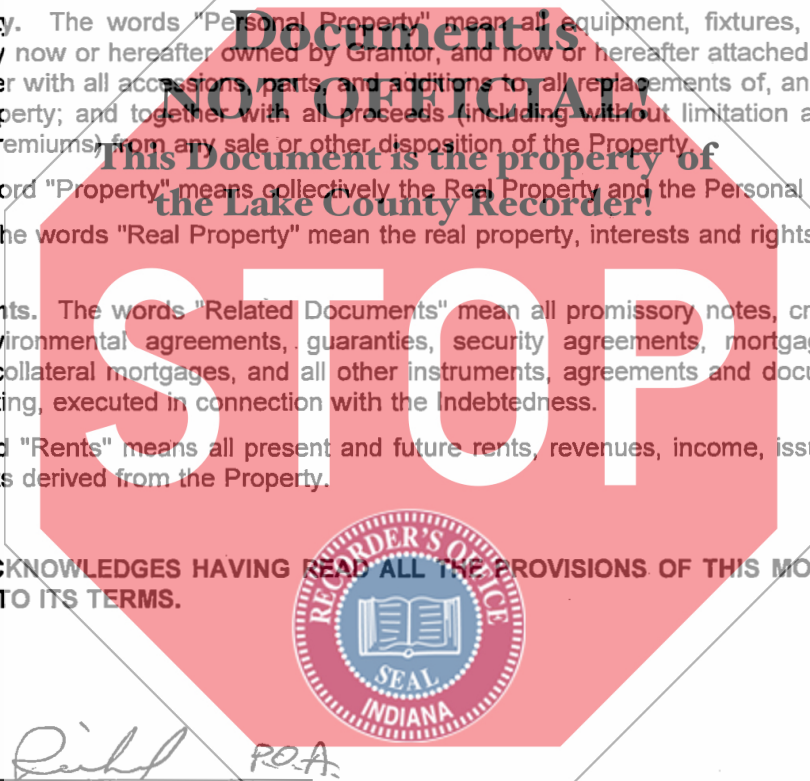 y. The words "Personal Property" mean all equipment, fixtures,
Document is
y now or hereafter owned by Grantor, and now or hereafter attached
er with all accessions, parts, and additions to, all replacements of, an
NOT OFFICIAL!
perty; and together with all proceeds (including without limitation a
remiums) from any sale or other disposition of the Property.
This Document is the property of
ord "Property" means collectively the Real Property and the Personal
the Lake County Recorder!
he words "Real Property" mean the real property, interests and rights
STOP
nts. The words "Related Documents" mean all promissory notes, cr
vironmental agreements, guaranties, security agreements, mortgag
collateral mortgages, and all other instruments, agreements and docu
ting, executed in connection with the Indebtedness.
d "Rents" means all present and future rents, revenues, income, issu
s derived from the Property.
RECORDER'S OFFICE
CKNOWLEDGES HAVING READ ALL THE PROVISIONS OF THIS MO
TO ITS TERMS.
SEAL
INDIANA
P.O.A.